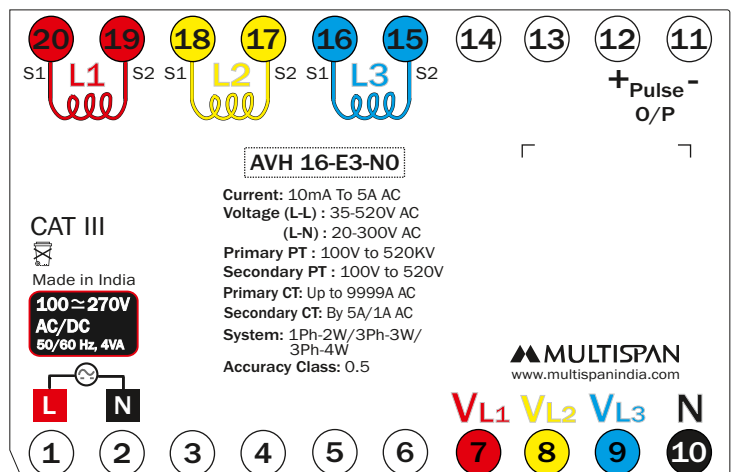 20 19 18 17 16 15 14 13 12 11
S1 L1 S2 S1 L2 S2 S1 L3 S2
+ Pulse -
O/P
AVH 16-E3-N0
Current: 10mA To 5A AC
Voltage (L-L) : 35-520V AC
(L-N) : 20-300V AC
Primary PT : 100V to 520KV
Secondary PT : 100V to 520V
Primary CT: Up to 9999A AC
Secondary CT: By 5A/1A AC
System: 1Ph-2W/3Ph-3W/
3Ph-4W
Accuracy Class: 0.5
CAT III
Made in India
100≃270V
AC/DC
50/60 Hz, 4VA
L N
MULTISPAN
www.multispanindia.com
VL1 VL2 VL3 N
1 2 3 4 5 6 7 8 9 10